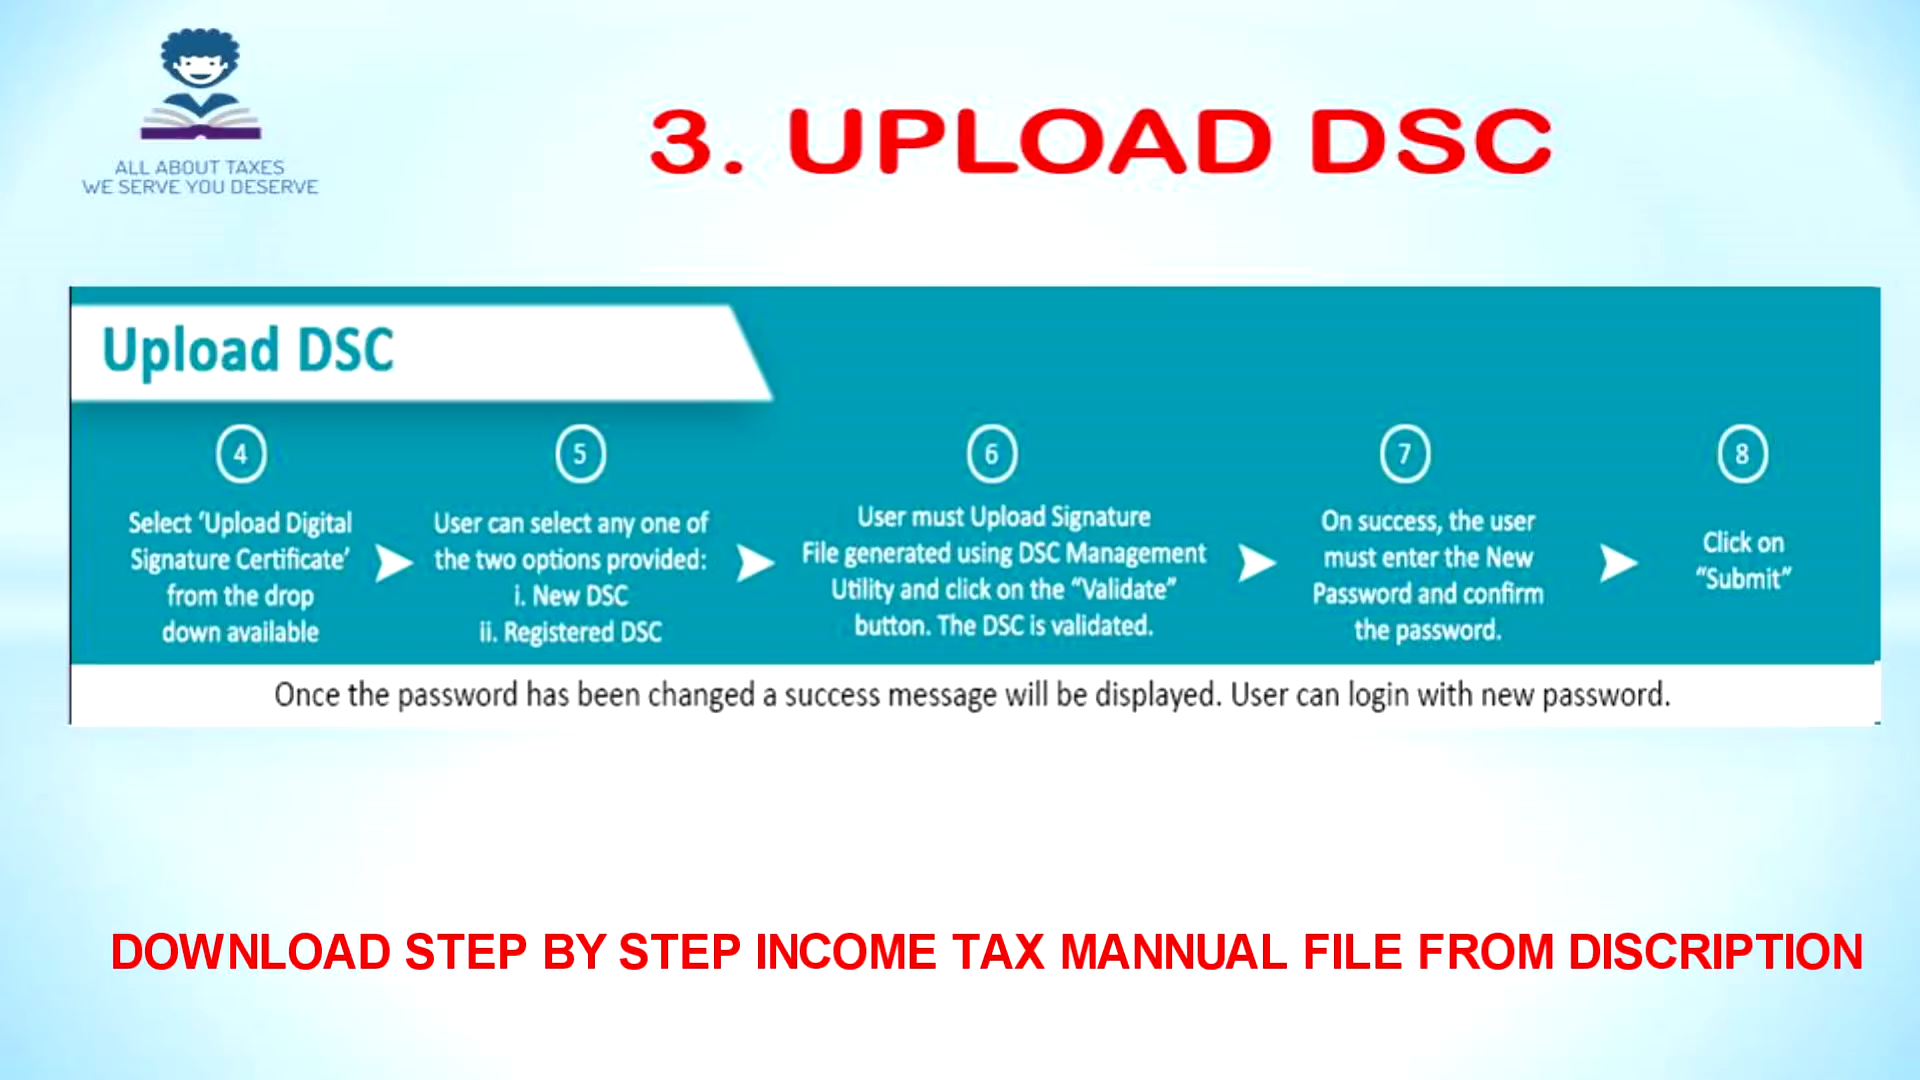 ALL ABOUT TAXES
WE SERVE YOU DESERVE
3. UPLOAD DSC
Upload DSC
4
Select ‘Upload Digital
Signature Certificate’
from the drop
down available
5
User can select any one of
the two options provided:
i. New DSC
ii. Registered DSC
6
User must Upload Signature
File generated using DSC Management
Utility and click on the “Validate”
button. The DSC is validated.
7
On success, the user
must enter the New
Password and confirm
the password.
8
Click on
“Submit”
Once the password has been changed a success message will be displayed. User can login with new password.
DOWNLOAD STEP BY STEP INCOME TAX MANNUAL FILE FROM DISCRIPTION